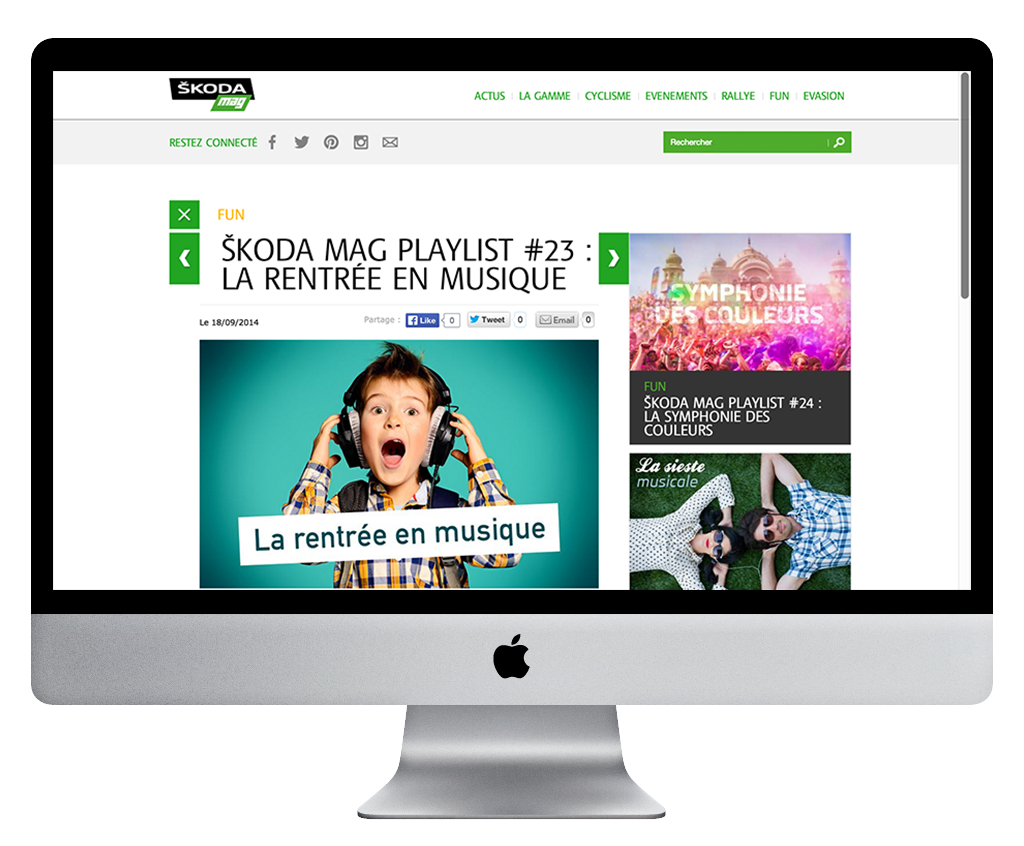 ŠKODA
mag
ACTUS LA GAMME CYCLISME EVENEMENTS RALLYE FUN EVASION
RESTEZ CONNECTÉ
Rechercher
FUN
ŠKODA MAG PLAYLIST #23 :
LA RENTRÉE EN MUSIQUE
Le 18/09/2014
Partage :
Like 0
Tweet 0
Email 0
La rentrée en musique
SYMPHONIE
DES COULEURS
FUN
ŠKODA MAG PLAYLIST #24 :
LA SYMPHONIE DES
COULEURS
La sieste
musicale